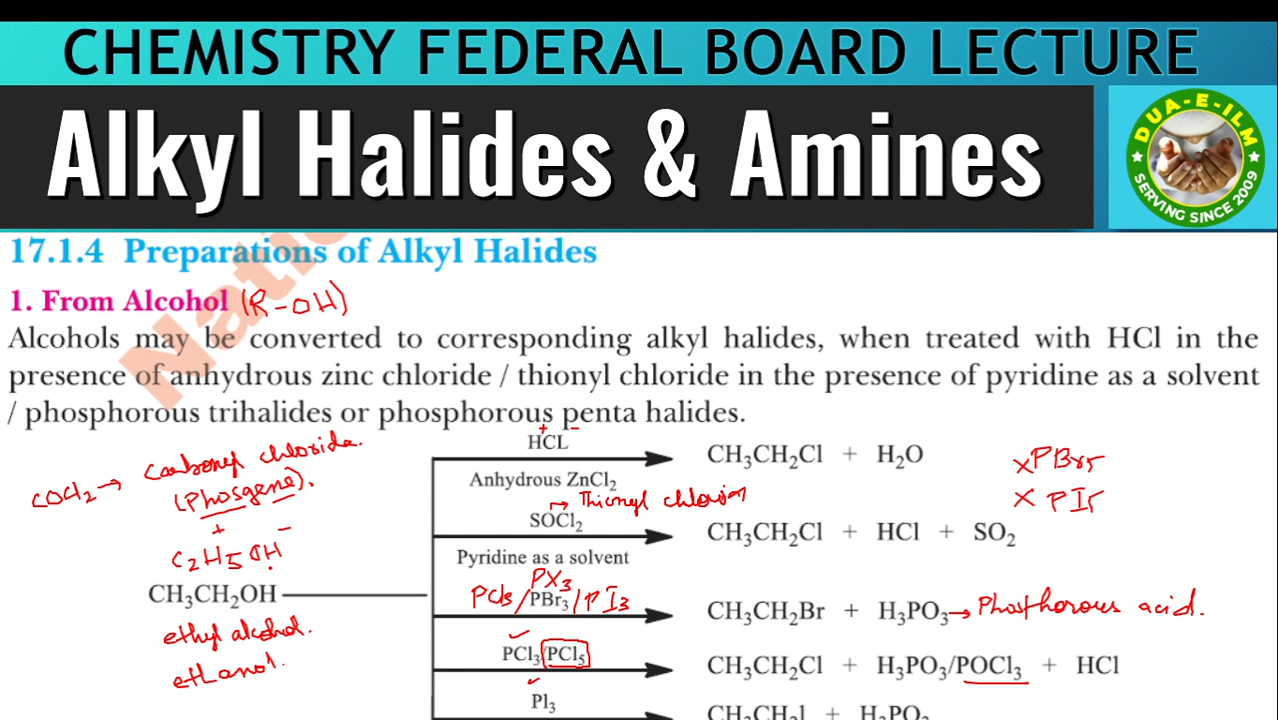 CHEMISTRY FEDERAL BOARD LECTURE
Alkyl Halides & Amines
DUA-E-ILM
SERVING SINCE 2009
17.1.4 Preparations of Alkyl Halides
1. From Alcohol (R-OH)
Alcohols may be converted to corresponding alkyl halides, when treated with HCl in the
presence of anhydrous zinc chloride / thionyl chloride in the presence of pyridine as a solvent
/ phosphorous trihalides or phosphorous penta halides.
COCl2 → Carbonyl chloride.
(Phosgene).
+ -
C2H5OH
CH₃CH₂OH
ethyl alcohol.
ethanol.
+ -
HCL
Anhydrous ZnCl₂
CH₃CH₂Cl + H₂O
×PBr5
× PI5
→ Thionyl chloride
SOCl₂
Pyridine as a solvent
CH₃CH₂Cl + HCl + SO₂
PX3
PCl3/PBr₃/PI3
CH₃CH₂Br + H₃PO₃→ Phosthorous acid.
PCl₃/PCl₅
CH₃CH₂Cl + H₃PO₃/POCl₃ + HCl
PI₃
CH₃CH₂I + H₃PO₃